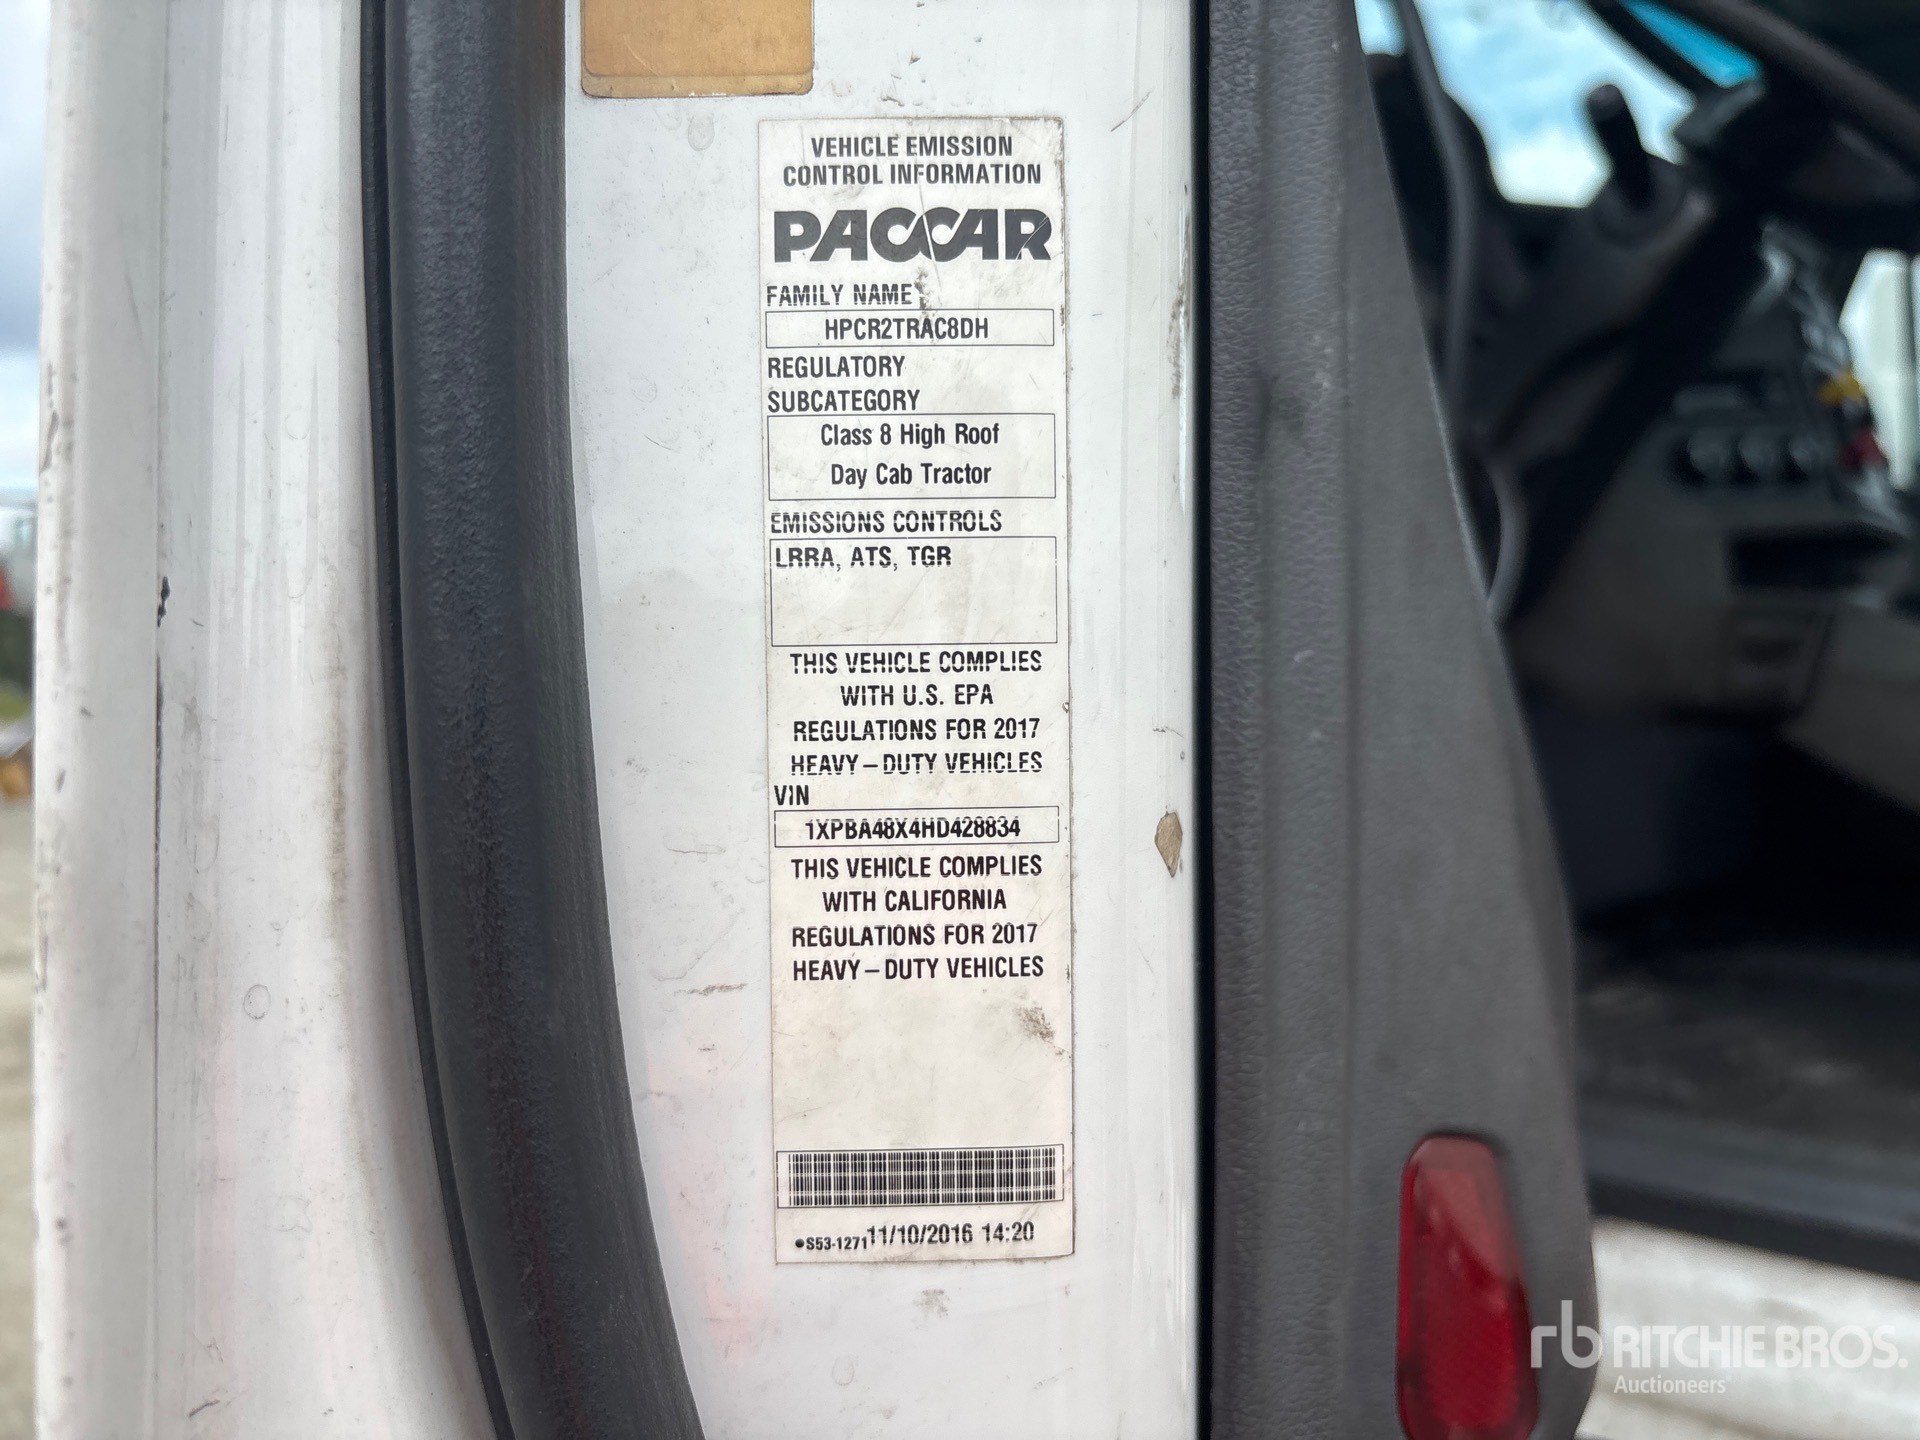 VEHICLE EMISSION
CONTROL INFORMATION
PACCAR
FAMILY NAME
HPCR2TRAC8DH
REGULATORY
SUBCATEGORY
Class 8 High Roof
Day Cab Tractor
EMISSIONS CONTROLS
LRRA, ATS, TGR
THIS VEHICLE COMPLIES
WITH U.S. EPA
REGULATIONS FOR 2017
HEAVY-DUTY VEHICLES
VIN
1XPBA48X4HD428834
THIS VEHICLE COMPLIES
WITH CALIFORNIA
REGULATIONS FOR 2017
HEAVY-DUTY VEHICLES
•S53-1271 11/10/2016 14:20
rb RITCHIE BROS.
Auctioneers